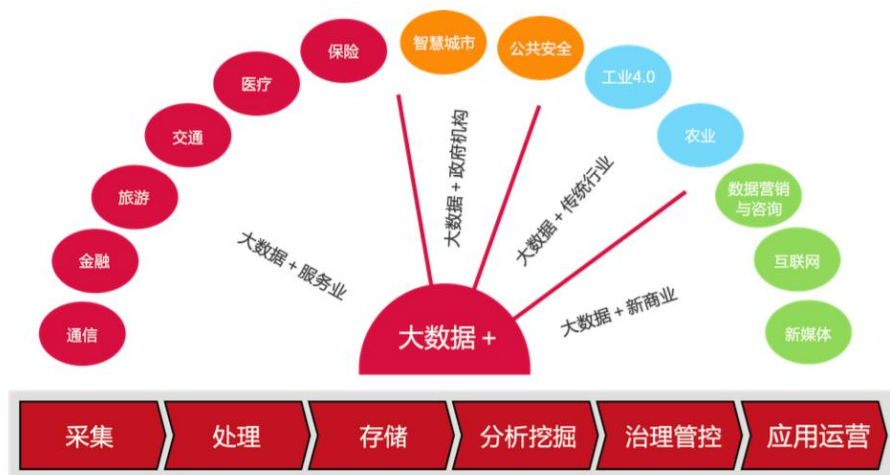 保险
智慧城市
公共安全
工业4.0
医疗
农业
交通
旅游
数据营销
与咨询
金融
互联网
通信
新媒体
大数据 + 服务业
大数据 + 政府机构
大数据 + 传统行业
大数据 + 新商业
大数据 +
采集
处理
存储
分析挖掘
治理管控
应用运营